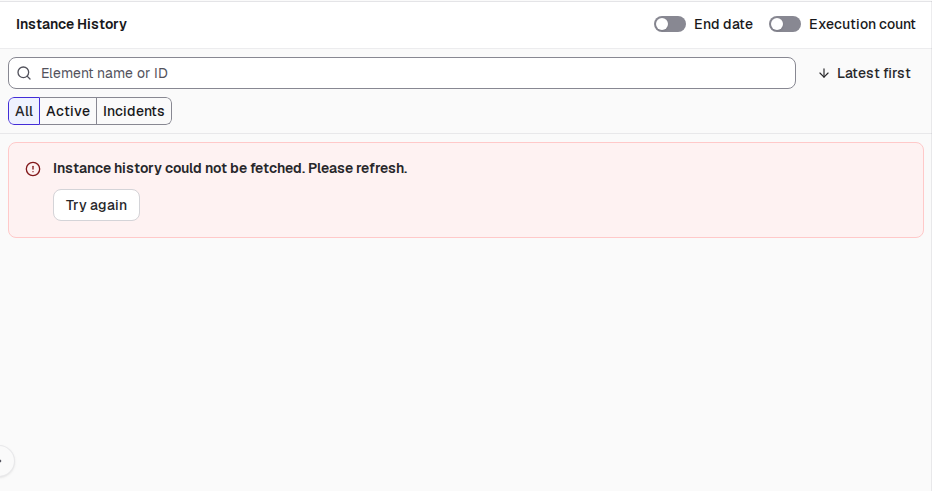 Instance History
End date
Execution count
Element name or ID
Latest first
All
Active
Incidents
Instance history could not be fetched. Please refresh.
Try again